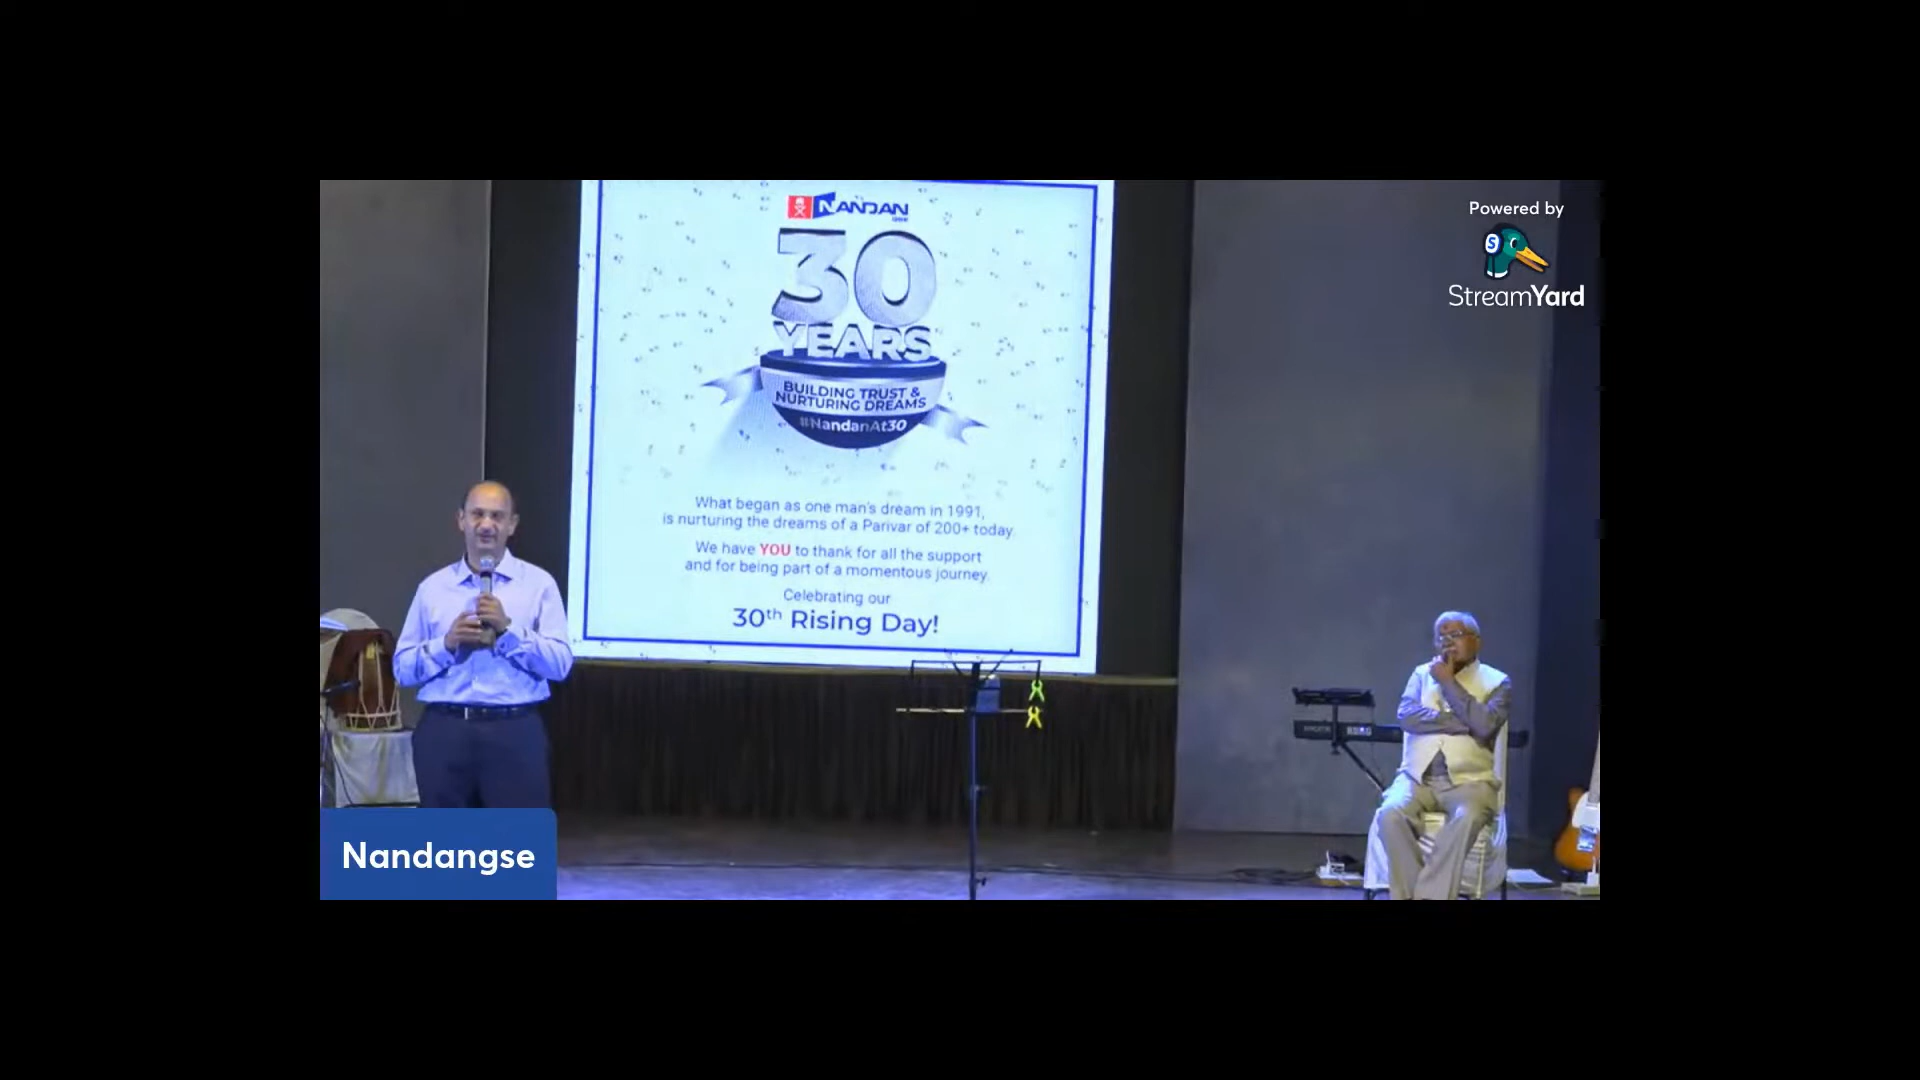 Powered by
S
StreamYard
NANDAN
30
YEARS
BUILDING TRUST &
NURTURING DREAMS
#NandanAt30
What began as one man's dream in 1991,
is nurturing the dreams of a Parivar of 200+ today.
We have YOU to thank for all the support
and for being part of a momentous journey.
Celebrating our
30th Rising Day!
KORG
Nandangse